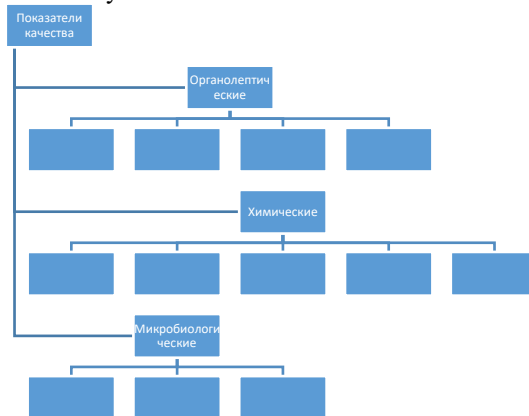 Показатели
качества
Органолептич
еские
Химические
Микробиологи
ческие